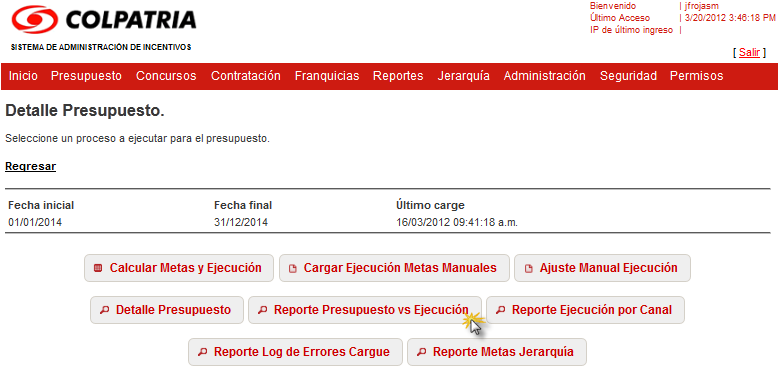 COLPATRIA
SISTEMA DE ADMINISTRACIÓN DE INCENTIVOS
Bienvenido | jfrojasm
Último Acceso | 3/20/2012 3:46:18 PM
IP de último ingreso |
[ Salir ]
Inicio Presupuesto Concursos Contratación Franquicias Reportes Jerarquía Administración Seguridad Permisos
Detalle Presupuesto.
Seleccione un proceso a ejecutar para el presupuesto.
Regresar
Fecha inicial Fecha final Último carge
01/01/2014 31/12/2014 16/03/2012 09:41:18 a.m.
Calcular Metas y Ejecución Cargar Ejecución Metas Manuales Ajuste Manual Ejecución
Detalle Presupuesto Reporte Presupuesto vs Ejecución Reporte Ejecución por Canal
Reporte Log de Errores Cargue Reporte Metas Jerarquía